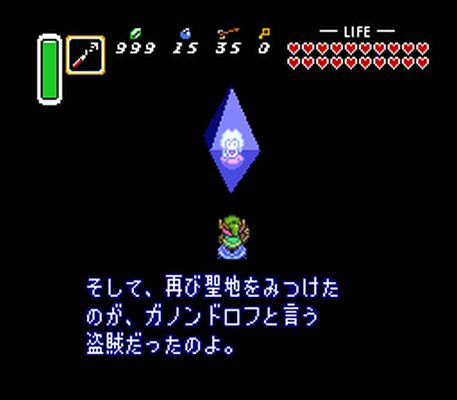 — LIFE —
999 15 35 0
そして、再び聖地をみつけた
のが、ガノンドロフと言う
盗賊だったのよ。